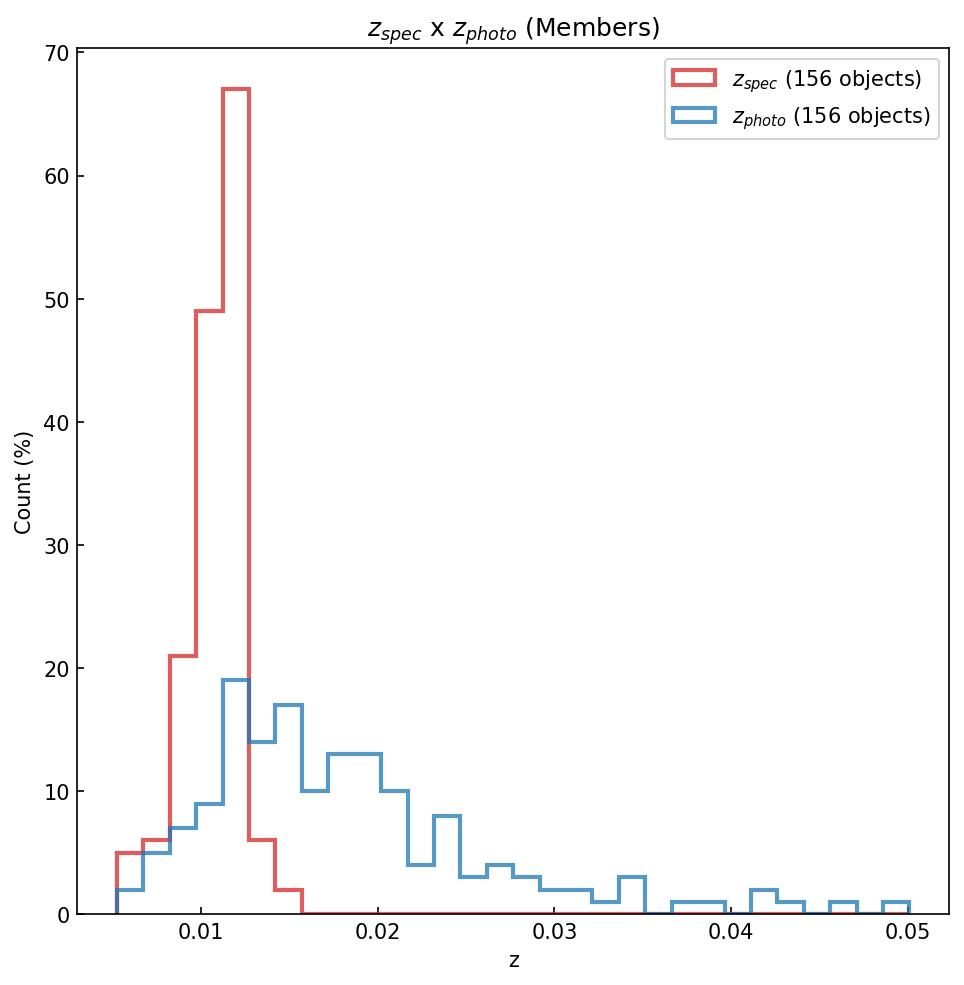 z_spec x z_photo (Members)
z_spec (156 objects)
z_photo (156 objects)
Count (%)
70
60
50
40
30
20
10
0
0.01 0.02 0.03 0.04 0.05
z